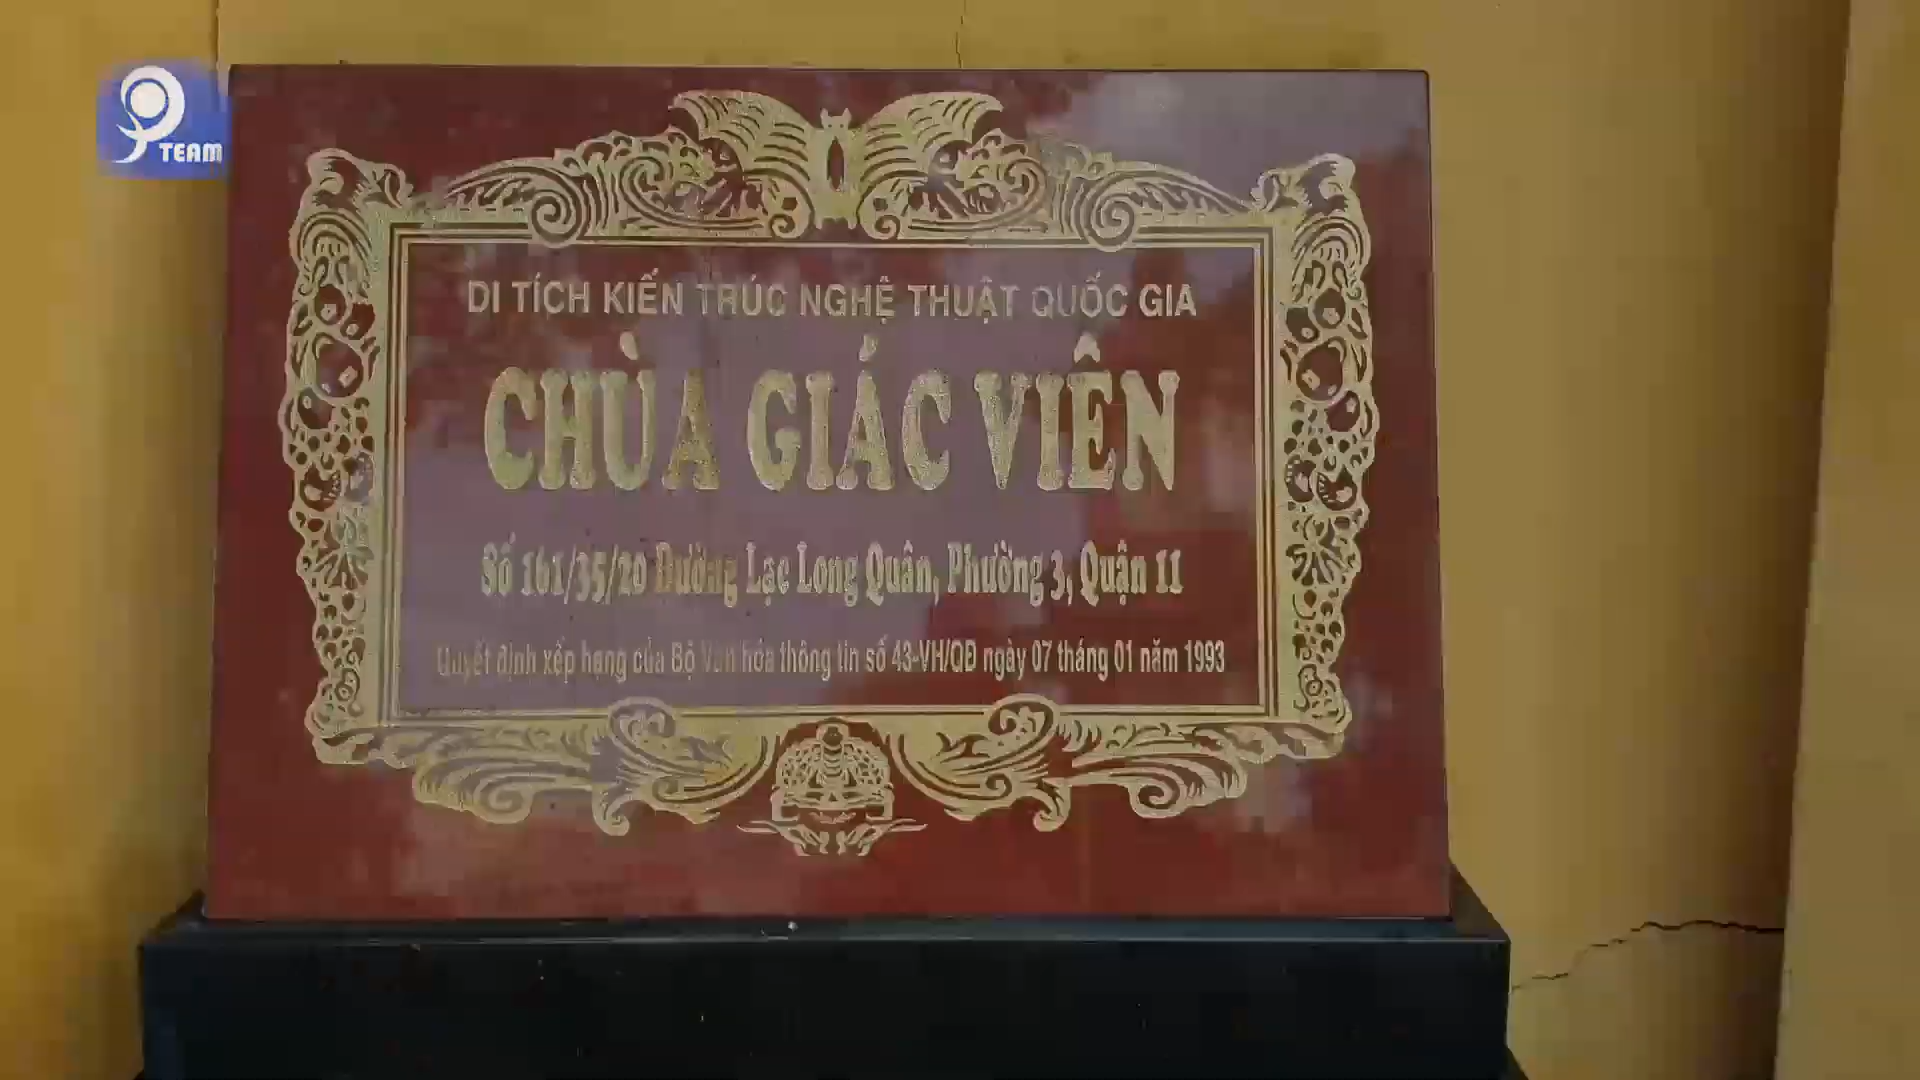 TEAM
DI TÍCH KIẾN TRÚC NGHỆ THUẬT QUỐC GIA
CHÙA GIÁC VIÊN
Số 161/35/20 Đường Lạc Long Quân, Phường 3, Quận 11
Quyết định xếp hạng của Bộ Văn hóa thông tin số 43-VH/QĐ ngày 07 tháng 01 năm 1993